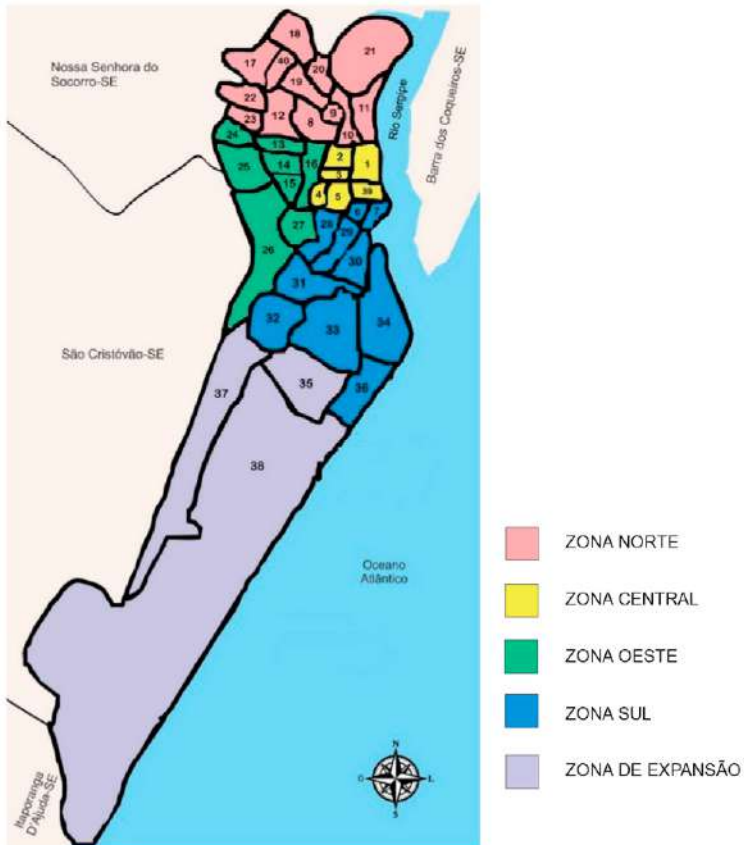 18
21
17
40
20
19
Nossa Senhora do
Socorro-SE
22
23
12
8
9
11
10
Rio Sergipe
Barra dos Coqueiros-SE
24
13
2
1
25
14
16
3
15
4
5
39
27
28
6
7
29
26
30
31
32
33
34
São Cristóvão-SE
35
36
37
38
Oceano
Atlântico
Itaporanga
D'Ajuda-SE
N
O
L
S
ZONA NORTE
ZONA CENTRAL
ZONA OESTE
ZONA SUL
ZONA DE EXPANSÃO